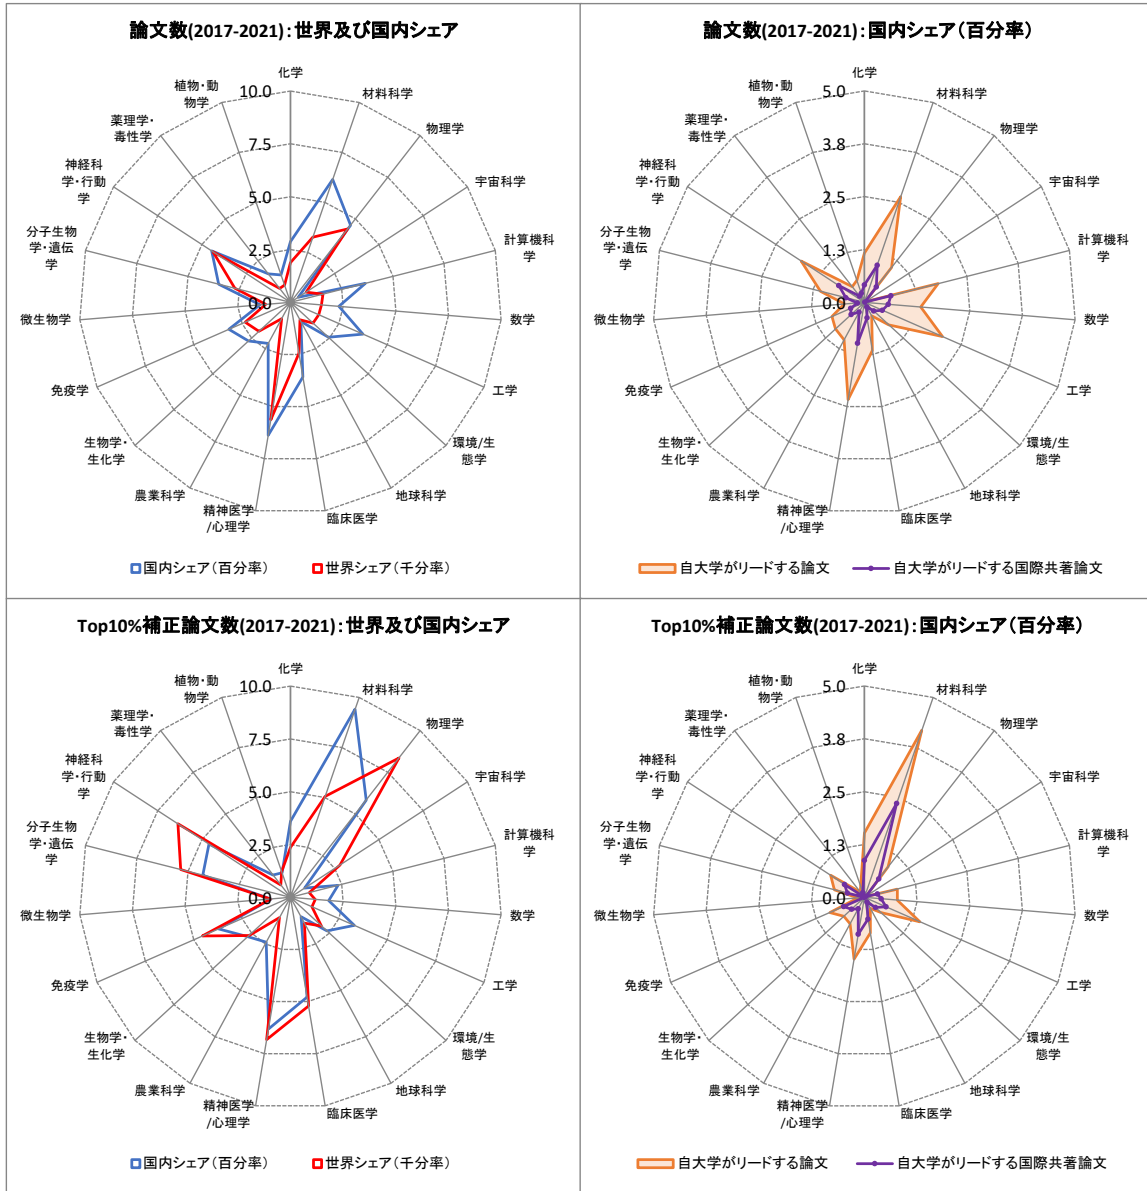 論文数(2017-2021)：世界及び国内シェア
化学
材料科学
物理学
宇宙科学
計算機科
学
数学
工学
環境/生
態学
地球科学
臨床医学
精神医学
/心理学
農業科学
生物学・
生化学
免疫学
微生物学
分子生物
学・遺伝
学
神経科
学・行動
学
薬理学・
毒性学
植物・動
物学
10.0
7.5
5.0
2.5
0.0
国内シェア（百分率）
世界シェア（千分率）
論文数(2017-2021)：国内シェア（百分率）
化学
材料科学
物理学
宇宙科学
計算機科
学
数学
工学
環境/生
態学
地球科学
臨床医学
精神医学
/心理学
農業科学
生物学・
生化学
免疫学
微生物学
分子生物
学・遺伝
学
神経科
学・行動
学
薬理学・
毒性学
植物・動
物学
5.0
3.8
2.5
1.3
0.0
自大学がリードする論文
自大学がリードする国際共著論文
Top10%補正論文数(2017-2021)：世界及び国内シェア
化学
材料科学
物理学
宇宙科学
計算機科
学
数学
工学
環境/生
態学
地球科学
臨床医学
精神医学
/心理学
農業科学
生物学・
生化学
免疫学
微生物学
分子生物
学・遺伝
学
神経科
学・行動
学
薬理学・
毒性学
植物・動
物学
10.0
7.5
5.0
2.5
0.0
国内シェア（百分率）
世界シェア（千分率）
Top10%補正論文数(2017-2021)：国内シェア（百分率）
化学
材料科学
物理学
宇宙科学
計算機科
学
数学
工学
環境/生
態学
地球科学
臨床医学
精神医学
/心理学
農業科学
生物学・
生化学
免疫学
微生物学
分子生物
学・遺伝
学
神経科
学・行動
学
薬理学・
毒性学
植物・動
物学
5.0
3.8
2.5
1.3
0.0
自大学がリードする論文
自大学がリードする国際共著論文